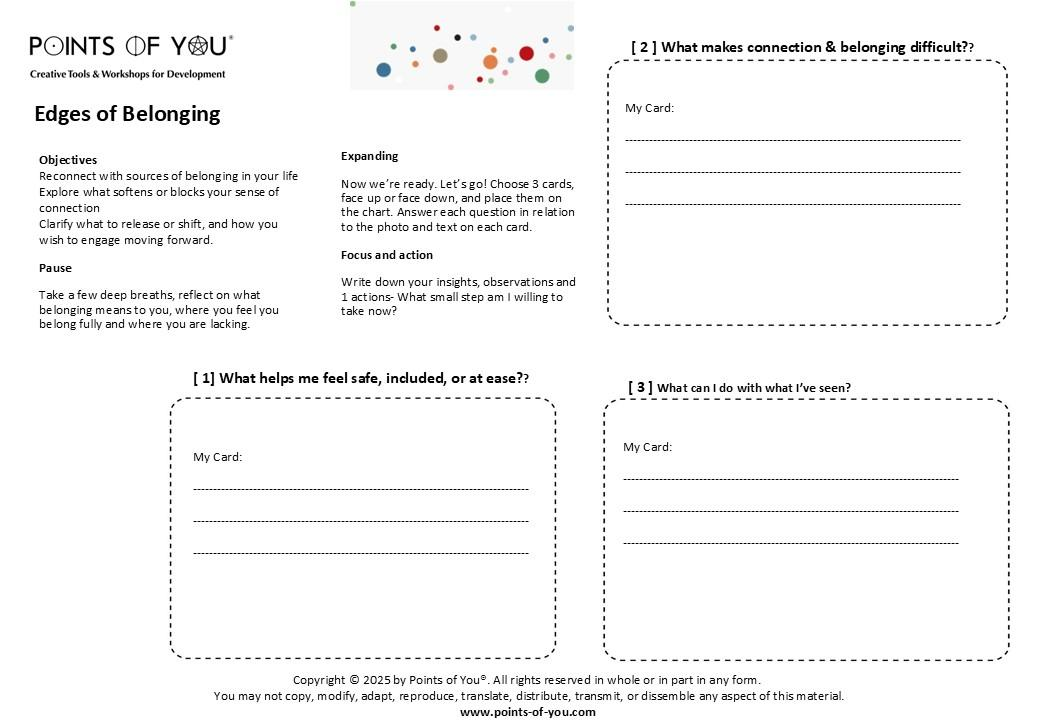 POINTS OF YOU®
Creative Tools & Workshops for Development
Edges of Belonging
Objectives
Reconnect with sources of belonging in your life
Explore what softens or blocks your sense of
connection
Clarify what to release or shift, and how you
wish to engage moving forward.
Pause
Take a few deep breaths, reflect on what
belonging means to you, where you feel you
belong fully and where you are lacking.
Expanding
Now we're ready. Let's go! Choose 3 cards,
face up or face down, and place them on
the chart. Answer each question in relation
to the photo and text on each card.
Focus and action
Write down your insights, observations and
1 actions- What small step am I willing to
take now?
[ 1] What helps me feel safe, included, or at ease??
My Card:
[ 2 ] What makes connection & belonging difficult??
My Card:
[ 3 ] What can I do with what I've seen?
My Card:
Copyright © 2025 by Points of You®. All rights reserved in whole or in part in any form.
You may not copy, modify, adapt, reproduce, translate, distribute, transmit, or dissemble any aspect of this material.
www.points-of-you.com